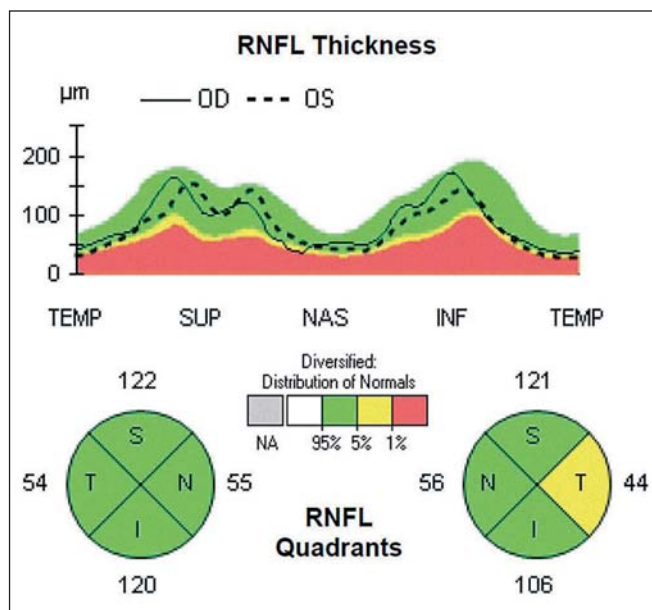 RNFL Thickness
µm
OD OS
200
100
0
TEMP SUP NAS INF TEMP
Diversified:
Distribution of Normals
NA 95% 5% 1%
122
S
54 T N 55
I
120
RNFL
Quadrants
121
S
56 N T 44
I
106